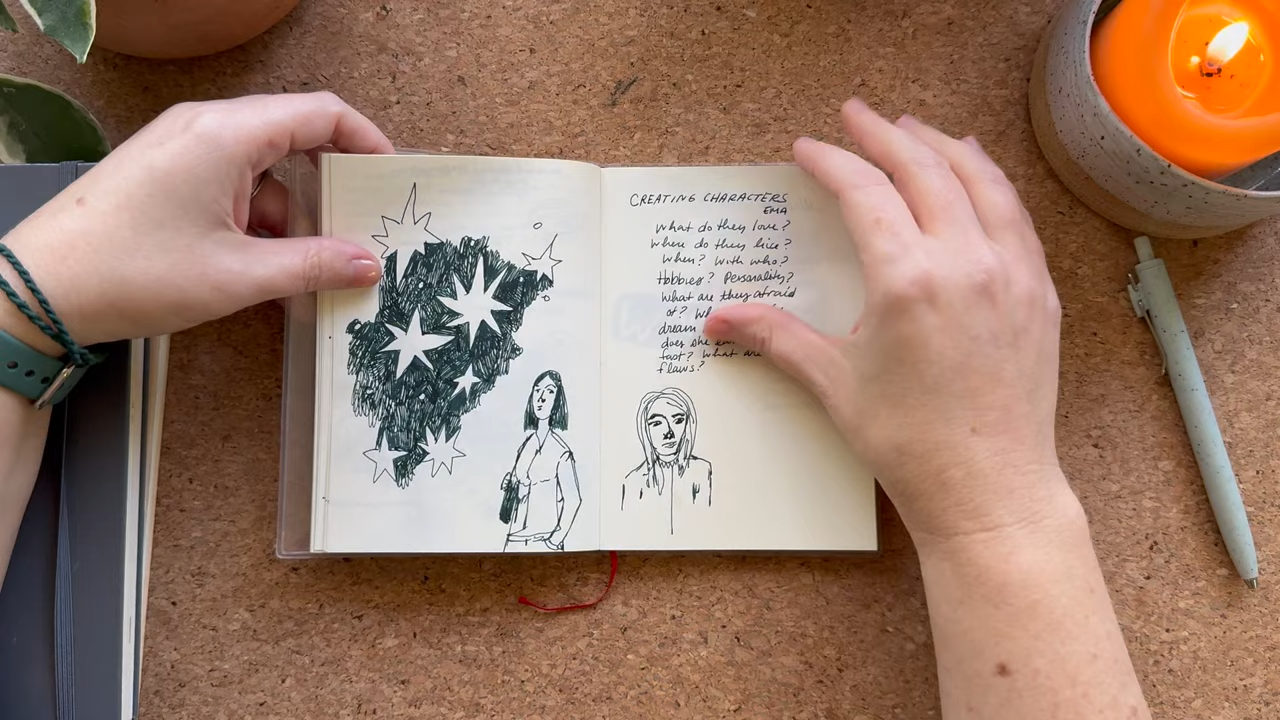 CREATING CHARACTERS
EMA
What do they love?
Where do they live?
When? With who?
Hobbies? Personality?
What are they afraid
of?
dream
does she
fast? What are
flaws?